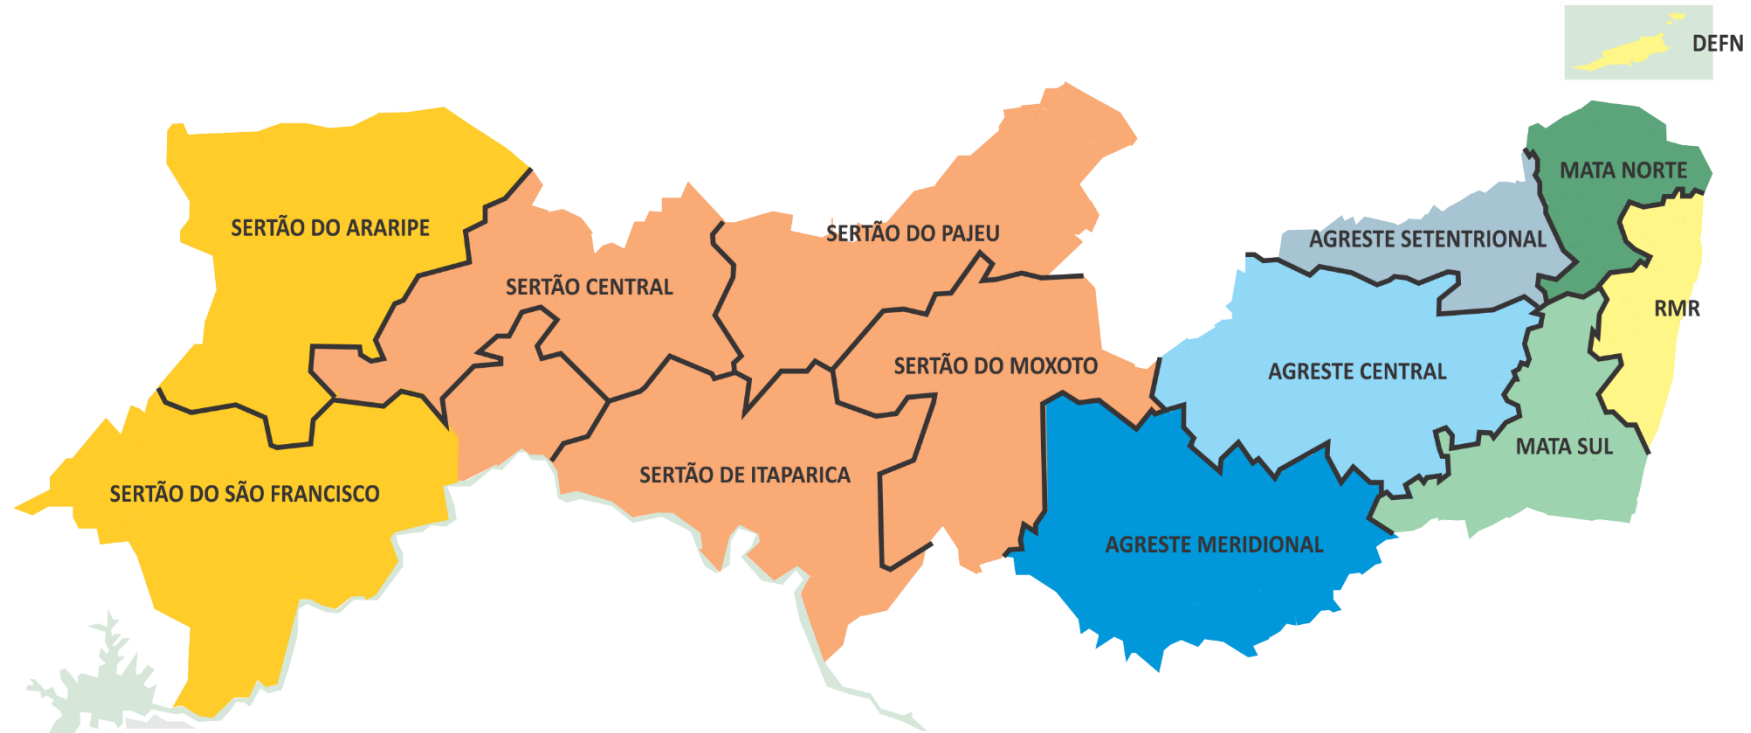 DEFN
MATA NORTE
SERTÃO DO ARARIPE
SERTÃO DO PAJEU
AGRESTE SETENTRIONAL
SERTÃO CENTRAL
RMR
SERTÃO DO MOXOTO
AGRESTE CENTRAL
MATA SUL
SERTÃO DE ITAPARICA
SERTÃO DO SÃO FRANCISCO
AGRESTE MERIDIONAL